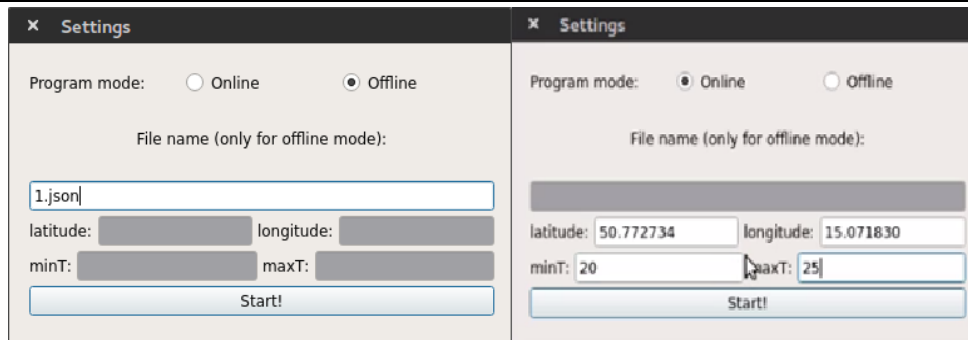 × Settings
Program mode: Online Offline
File name (only for offline mode):
1.json
latitude: longitude:
minT: maxT:
Start!
× Settings
Program mode: Online Offline
File name (only for offline mode):
latitude: 50.772734 longitude: 15.071830
minT: 20 maxT: 25
Start!